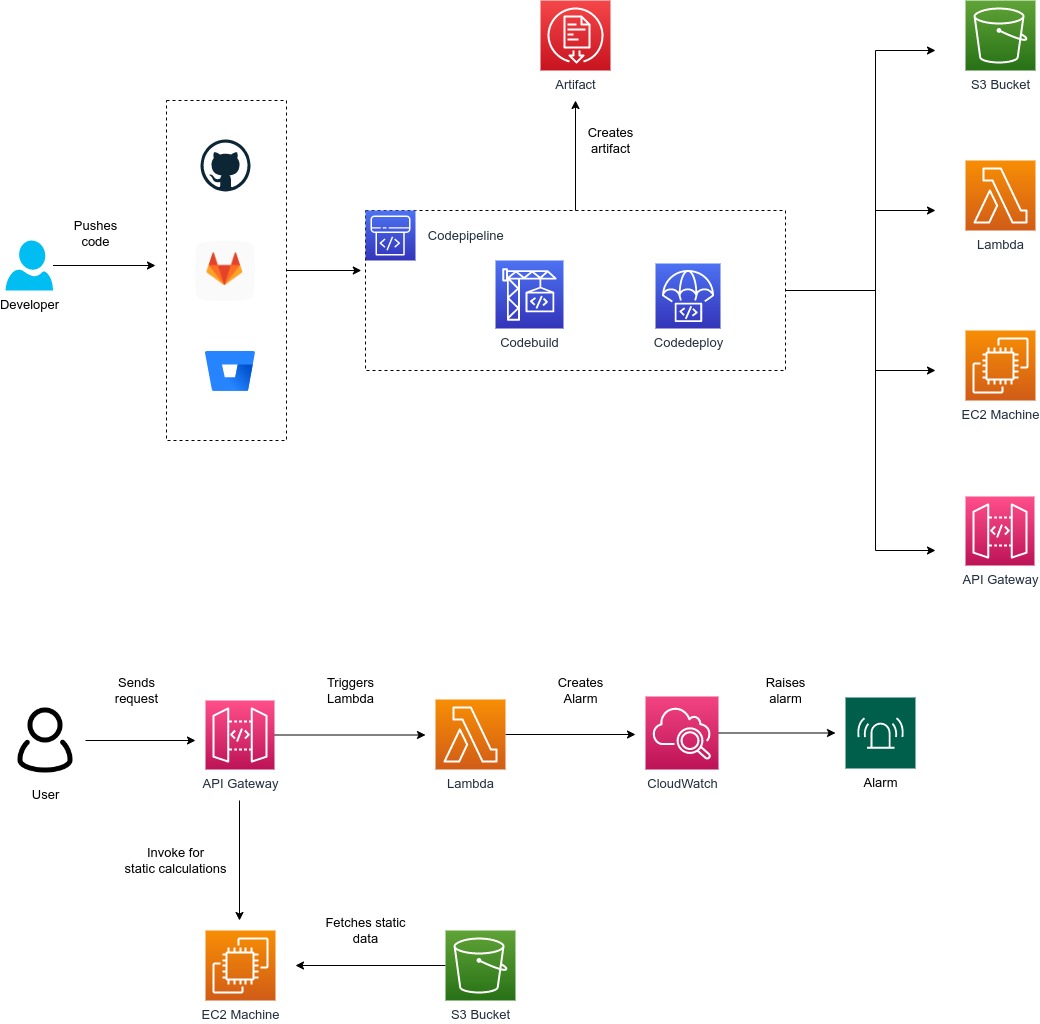 Artifact
S3 Bucket
Creates
artifact
Pushes
code
Codepipeline
Lambda
Developer
Codebuild
Codedeploy
EC2 Machine
API Gateway
Sends
request
Triggers
Lambda
Creates
Alarm
Raises
alarm
User
API Gateway
Lambda
CloudWatch
Alarm
Invoke for
static calculations
Fetches static
data
EC2 Machine
S3 Bucket